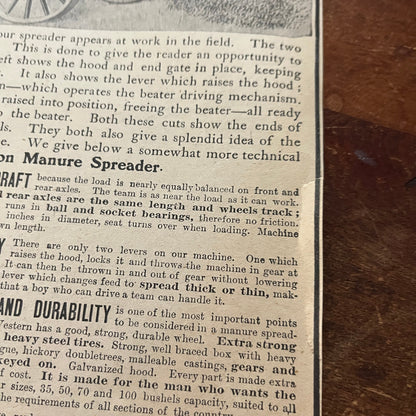 our spreader appears at work in the field. The two
This is done to give the reader an opportunity to
eft shows the hood and end gate in place, keeping
It also shows the lever which raises the hood;
n—which operates the beater driving mechanism.
raised into position, freeing the beater—all ready
o the beater. Both these cuts show the ends of
ls. They both also give a splendid idea of the
e. We give below a somewhat more technical
on Manure Spreader.
RAFT because the load is nearly equally balanced on front and
rear axles. The team is as near the load as it can work.
d rear axles are the same length and wheels track;
runs in ball and socket bearings, therefore no friction.
inches in diameter, seat turns over when loading. Machine
wn length.
Y There are only two levers on our machine. One which
raises the hood, locks it and throws the machine in gear at
It can then be thrown in and out of gear without lowering
lever which changes feed to spread thick or thin, mak-
that a boy who can drive a team can handle it.
AND DURABILITY is one of the most important points
to be considered in a manure spread-
Western has a good, strong, durable wheel. Extra strong
heavy steel tires. Strong, well braced box with heavy
gue, hickory doubletrees, malleable castings, gears and
keyed on. Galvanized hood. Every part is made extra
f cost. It is made for the man who wants the
ur sizes, 35, 50, 70 and 100 bushels capacity, suited to all
the requirements of all sections of the country.